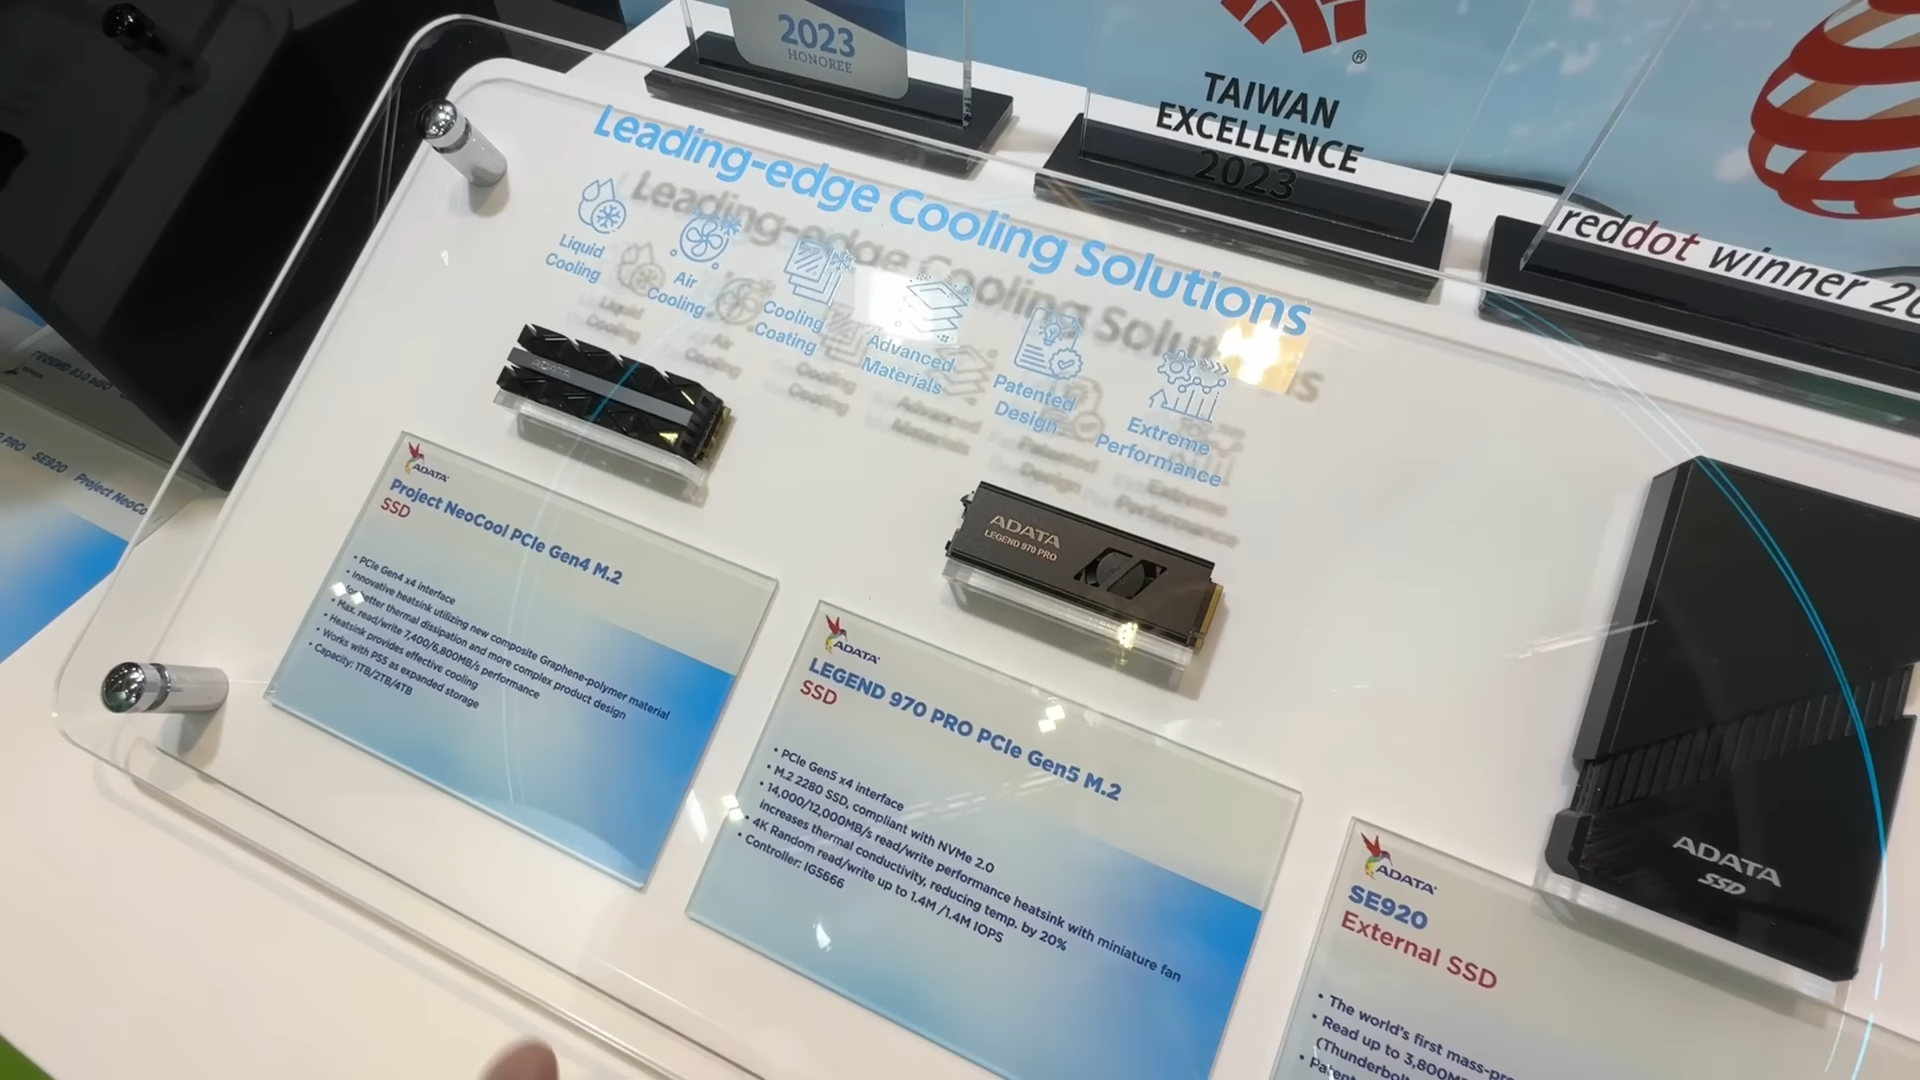 2023
HONOREE
TAIWAN
EXCELLENCE
2023
®
reddot winner 20
Leading-edge Cooling Solutions
Liquid
Cooling
Air
Cooling
Cooling
Coating
Advanced
Materials
Patented
Design
Extreme
Performance
ADATA
ADATA
LEGEND 970 PRO
ADATA
SSD
ADATA
Project NeoCool PCIe Gen4 M.2
SSD
• PCIe Gen4 x4 interface
• Innovative heatsink utilizing new composite Graphene-polymer material
for better thermal dissipation and more complex product design
• Max. read/write 7,400/6,800MB/s performance
• Heatsink provides effective cooling
• Works with PS5 as expanded storage
• Capacity: 1TB/2TB/4TB
ADATA
LEGEND 970 PRO PCIe Gen5 M.2
SSD
• PCIe Gen5 x4 interface
• M.2 2280 SSD, compliant with NVMe 2.0
• 14,000/12,000MB/s read/write performance heatsink with miniature fan
increases thermal conductivity, reducing temp. by 20%
• 4K Random read/write up to 1.4M /1.4M IOPS
• Controller: IG5666
ADATA
SE920
External SSD
• The world's first mass-pr
• Read up to 3,800M
(Thunderbol
PRO SE920 Project NeoCo